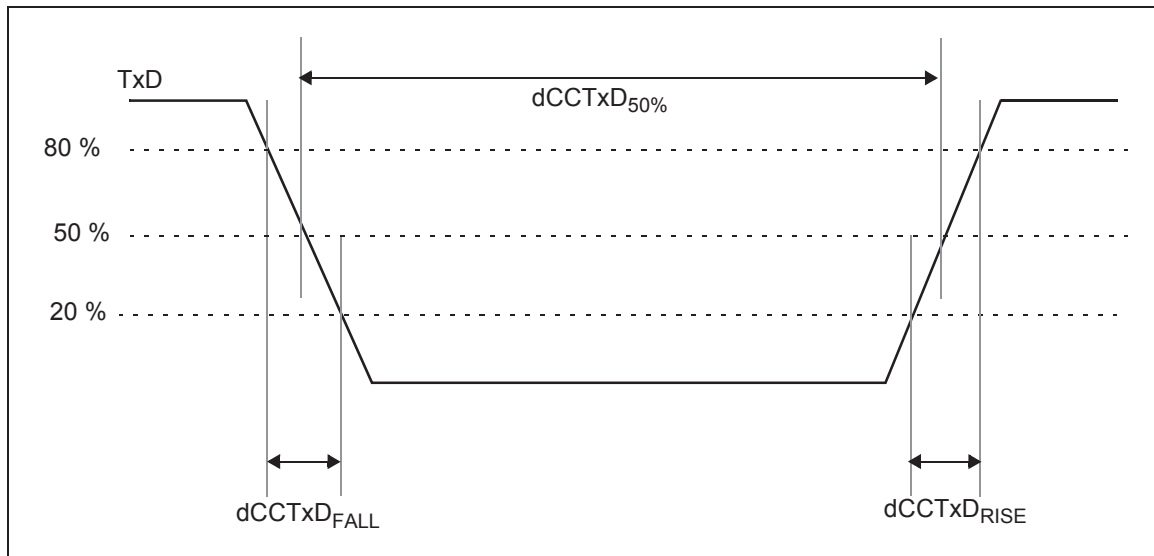 TxD
dCCTxD50%
80 %
50 %
20 %
dCCTxDFALL
dCCTxDRISE